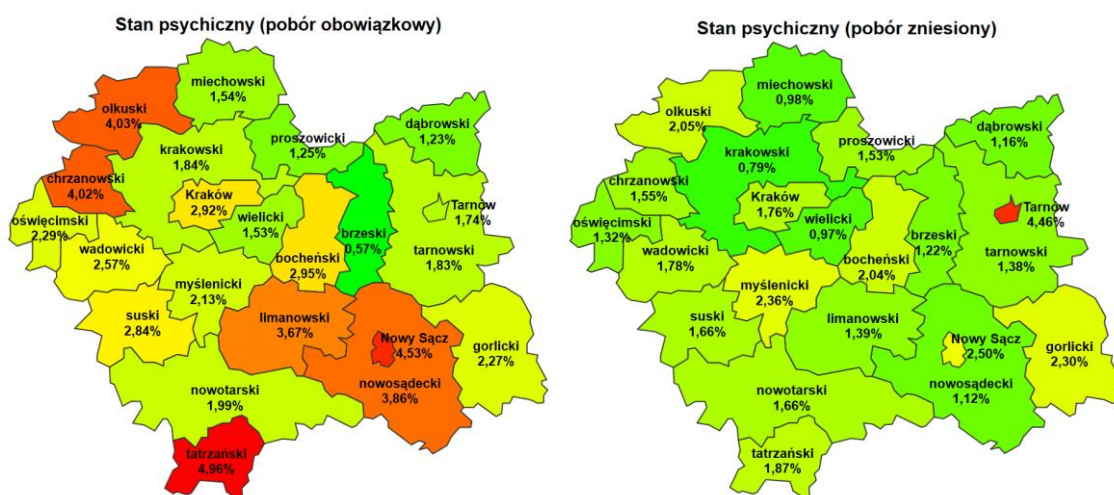 Stan psychiczny (pobór obowiązkowy)
miechowski
1,54%
olkuski
4,03%
dąbrowski
1,23%
proszowicki
1,25%
krakowski
1,84%
chrzanowski
4,02%
Kraków
2,92%
Tarnów
1,74%
oświęcimski
2,29%
wielicki
1,53%
brzeski
0,57%
wadowicki
2,57%
bocheński
2,95%
tarnowski
1,83%
myślenicki
2,13%
suski
2,84%
limanowski
3,67%
Nowy Sącz
4,53%
gorlicki
2,27%
nowosądecki
3,86%
nowotarski
1,99%
tatrzański
4,96%
Stan psychiczny (pobór zniesiony)
miechowski
0,98%
olkuski
2,05%
dąbrowski
1,16%
proszowicki
1,53%
krakowski
0,79%
chrzanowski
1,55%
Kraków
1,76%
Tarnów
4,46%
oświęcimski
1,32%
wielicki
0,97%
brzeski
1,22%
wadowicki
1,78%
bocheński
2,04%
tarnowski
1,38%
myślenicki
2,36%
suski
1,66%
limanowski
1,39%
Nowy Sącz
2,50%
gorlicki
2,30%
nowosądecki
1,12%
nowotarski
1,66%
tatrzański
1,87%